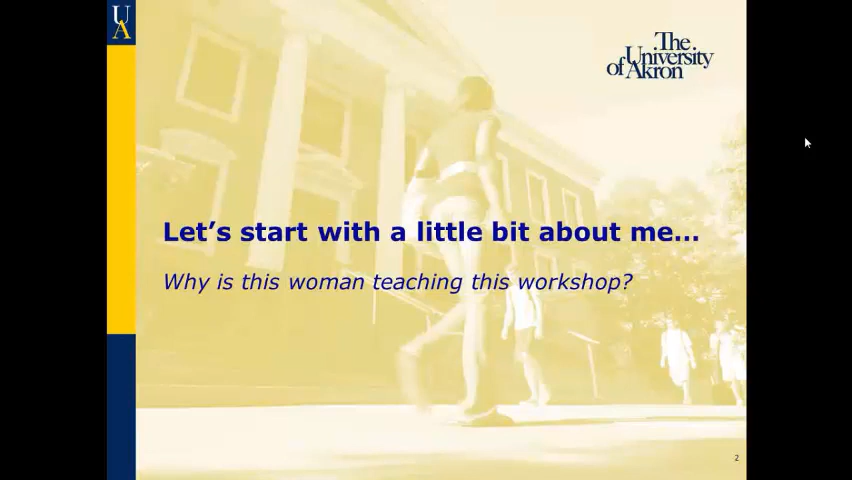 UA
The
University
of Akron
Let's start with a little bit about me…
Why is this woman teaching this workshop?
2